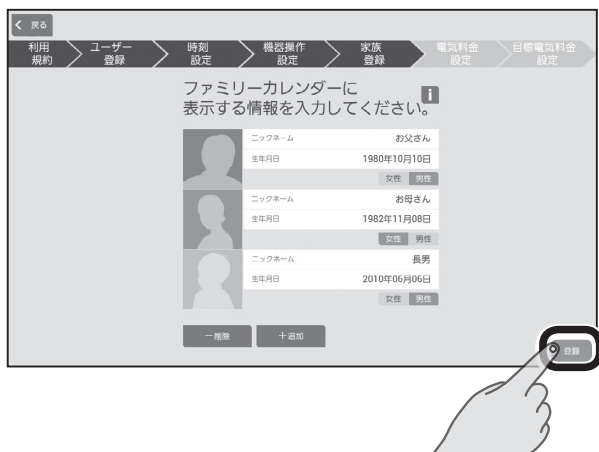 戻る
利用
規約
ユーザー
登録
時刻
設定
機器操作
設定
家族
登録
電気料金
設定
目標電気料金
設定
ファミリーカレンダーに
表示する情報を入力してください。
i
ニックネーム お父さん
生年月日 1980年10月10日
女性 男性
ニックネーム お母さん
生年月日 1982年11月08日
女性 男性
ニックネーム 長男
生年月日 2010年06月06日
女性 男性
－削除 ＋追加
登録